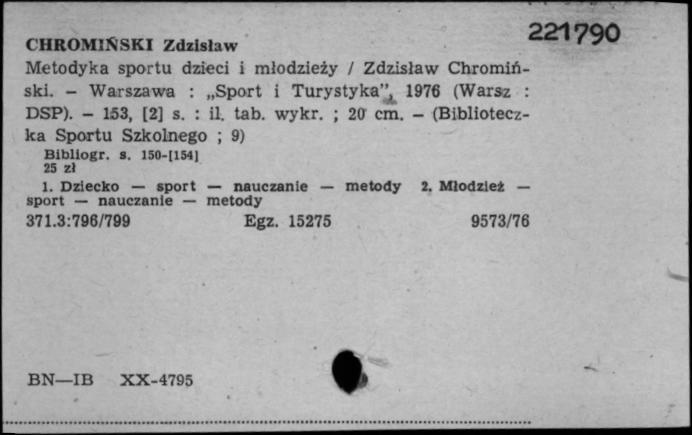 221790
CHROMIŃSKI Zdzisław
Metodyka sportu dzieci i młodzieży / Zdzisław Chromiń-
ski. – Warszawa : „Sport i Turystyka”, 1976 (Warsz :
DSP). – 153, [2] s. : il. tab. wykr. ; 20 cm. – (Bibliotecz-
ka Sportu Szkolnego ; 9)
Bibliogr. s. 150-[154]
25 zł
1. Dziecko — sport — nauczanie — metody 2. Młodzież —
sport — nauczanie — metody
371.3:796/799 Egz. 15275 9573/76
BN—IB XX-4795